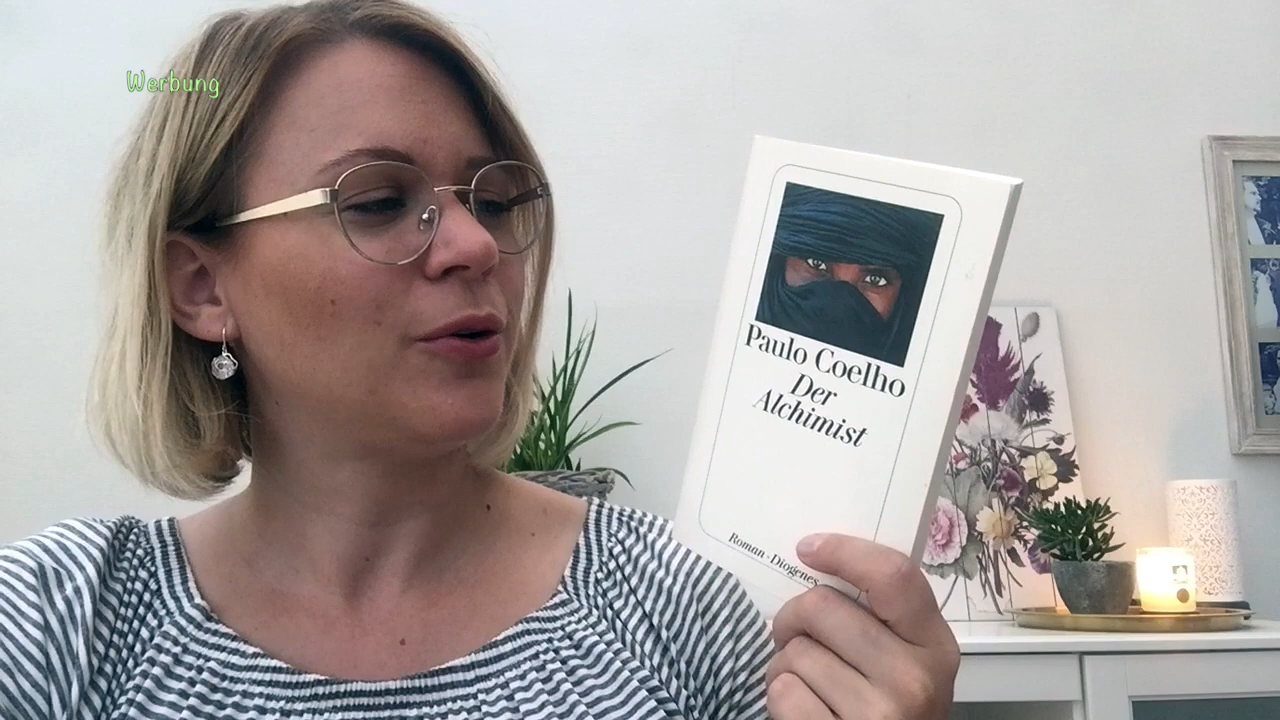 Werbung
Paulo Coelho
Der
Alchimist
Roman · Diogenes